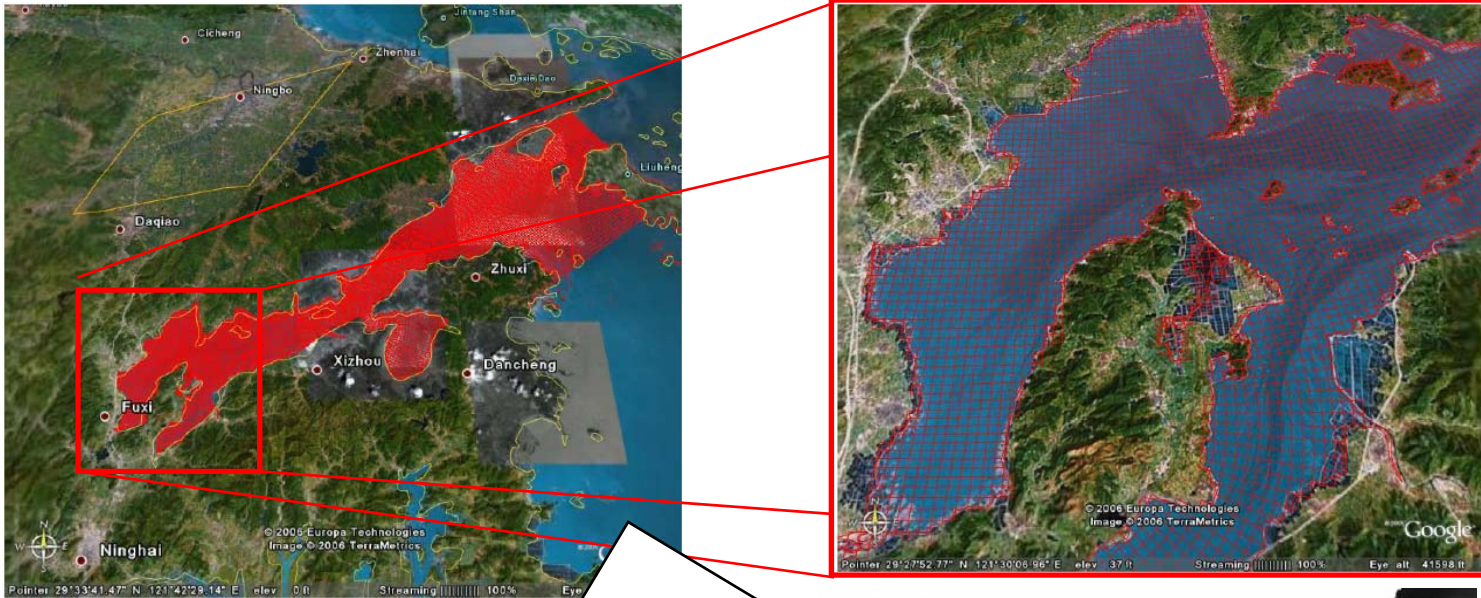 Jintang Shan
Cicheng
Zhenhai
Daxie Dao
Ningbo
Liuheng
Daqiao
Zhuxi
Xizhou
Dancheng
Fuxi
N
W E
S
© 2006 Europa Technologies
Image © 2006 TerraMetrics
Ninghai
Pointer 29°33'41.47" N 121°42'29.14" E elev 0 ft Streaming 100% Eye
N
W E
S
© 2006 Europa Technologies
Image © 2006 TerraMetrics
Google
Pointer 29°27'52.77" N 121°30'06.96" E elev 37 ft Streaming 100% Eye alt 41598 ft